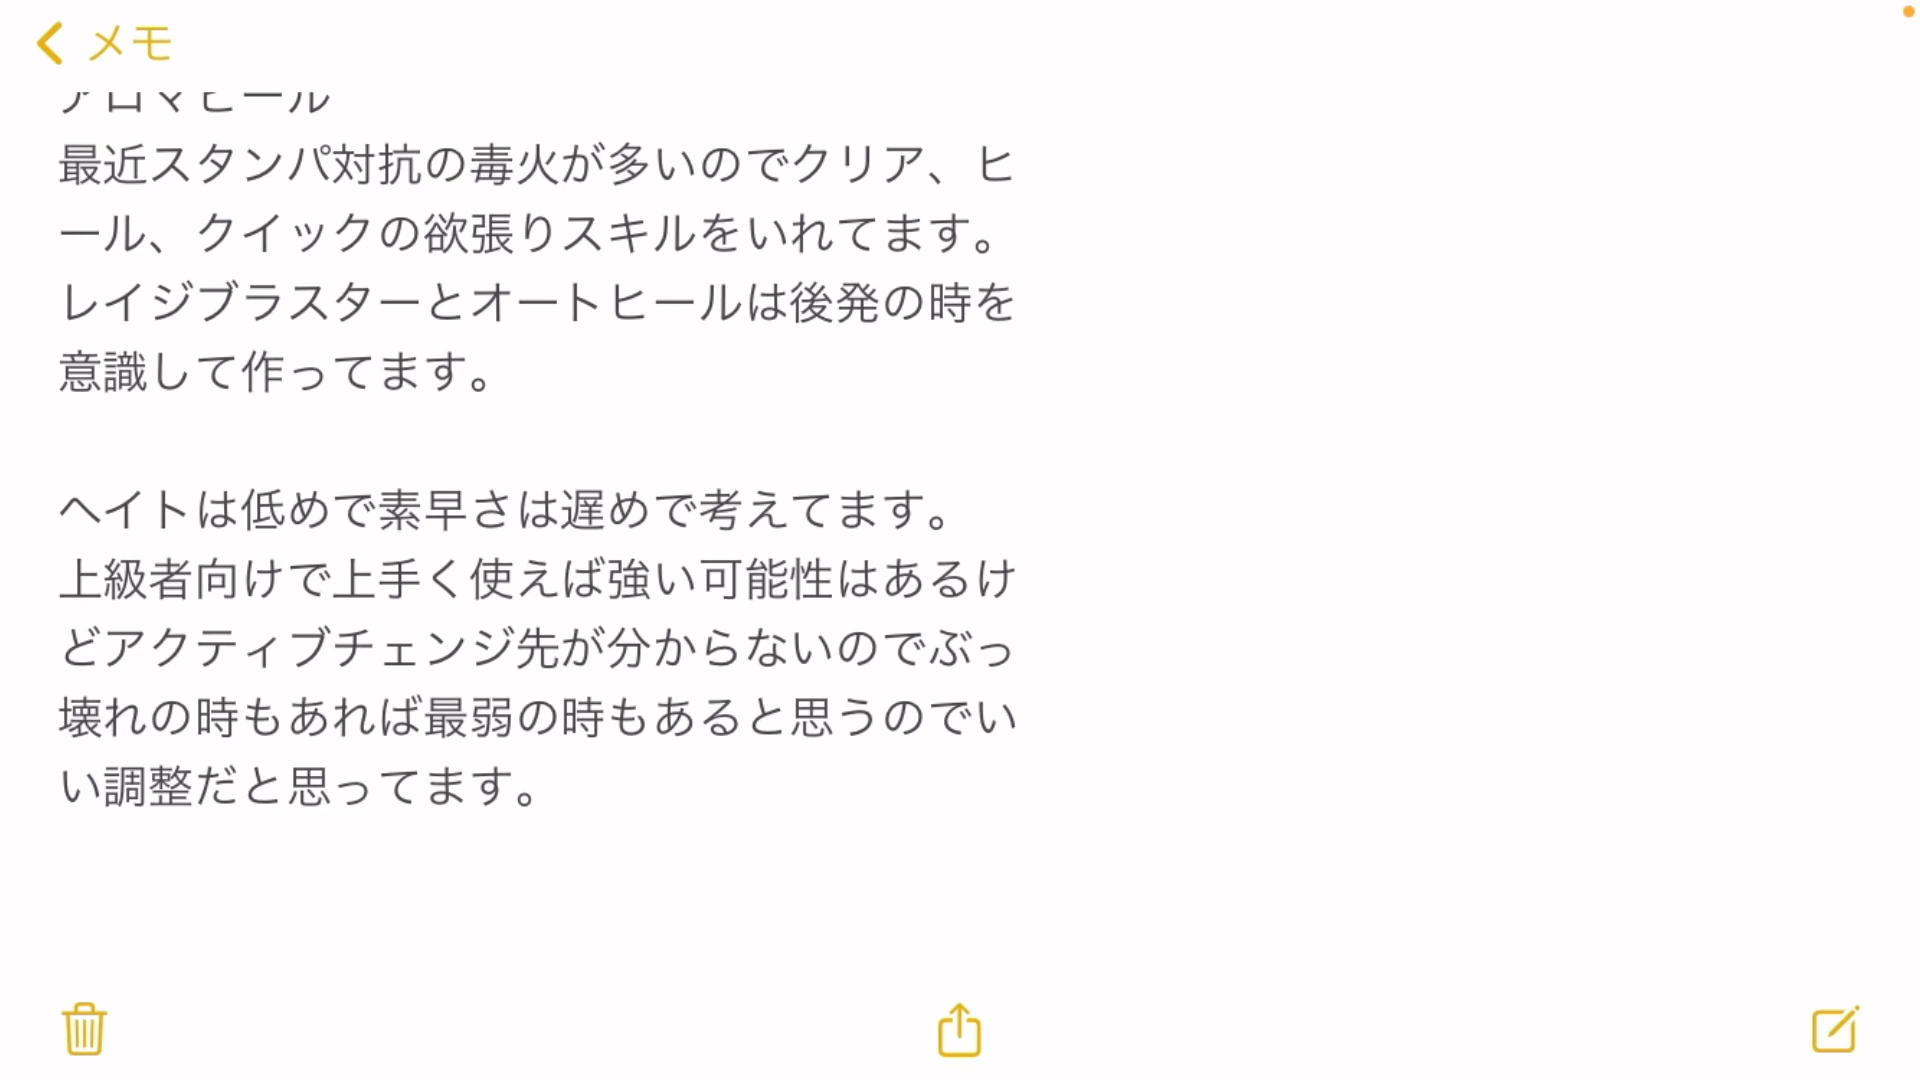 メモ
アロマヒール
最近スタンパ対抗の毒火が多いのでクリア、ヒ
ール、クイックの欲張りスキルをいれてます。
レイジブラスターとオートヒールは後発の時を
意識して作ってます。
ヘイトは低めで素早さは遅めで考えてます。
上級者向けで上手く使えば強い可能性はあるけ
どアクティブチェンジ先が分からないのでぶっ
壊れの時もあれば最弱の時もあると思うのでい
い調整だと思ってます。